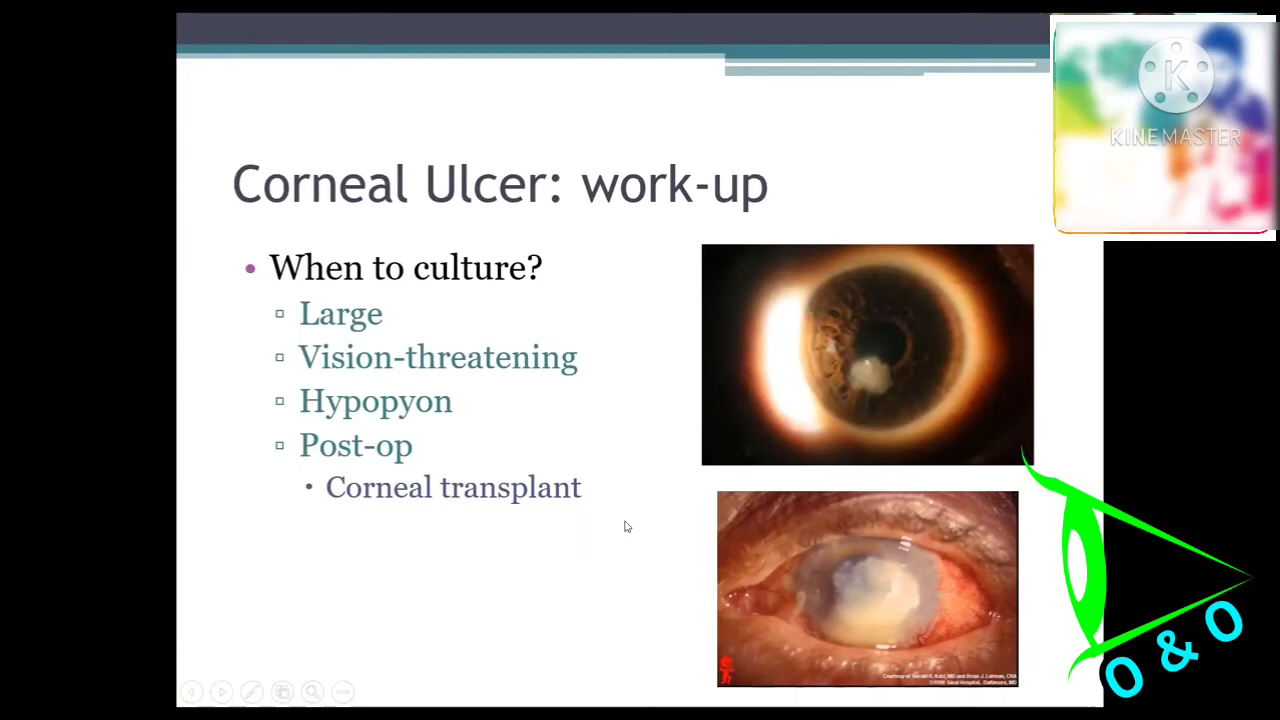 K
KINEMASTER
Corneal Ulcer: work-up
When to culture?
Large
Vision-threatening
Hypopyon
Post-op
Corneal transplant
O & O